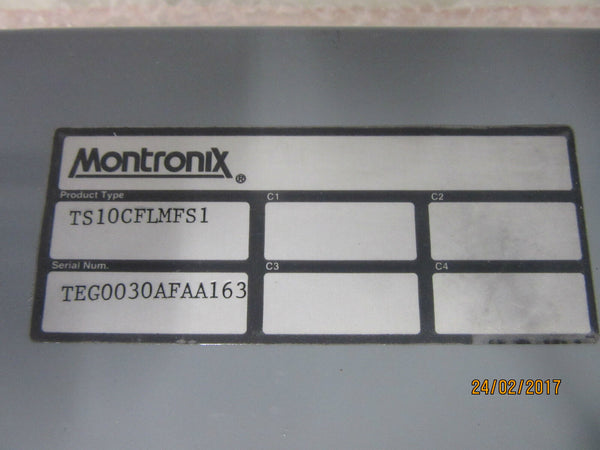 Montronix ®
Product Type
C1
C2
TS10CFLMFS1
Serial Num.
C3
C4
TEG0030AFAA163
24/02/2017